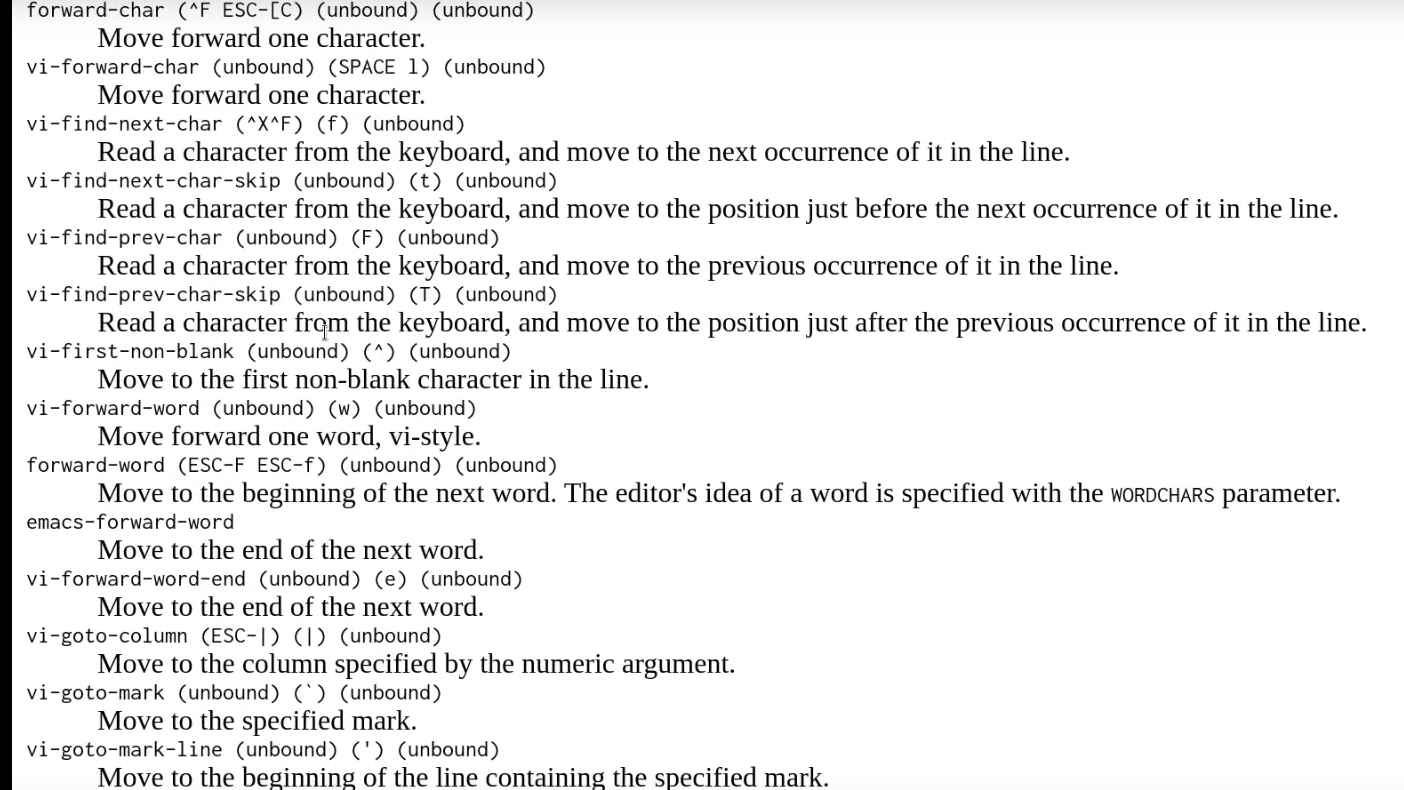 forward-char (^F ESC-[C) (unbound) (unbound)
Move forward one character.
vi-forward-char (unbound) (SPACE l) (unbound)
Move forward one character.
vi-find-next-char (^X^F) (f) (unbound)
Read a character from the keyboard, and move to the next occurrence of it in the line.
vi-find-next-char-skip (unbound) (t) (unbound)
Read a character from the keyboard, and move to the position just before the next occurrence of it in the line.
vi-find-prev-char (unbound) (F) (unbound)
Read a character from the keyboard, and move to the previous occurrence of it in the line.
vi-find-prev-char-skip (unbound) (T) (unbound)
Read a character from the keyboard, and move to the position just after the previous occurrence of it in the line.
vi-first-non-blank (unbound) (^) (unbound)
Move to the first non-blank character in the line.
vi-forward-word (unbound) (w) (unbound)
Move forward one word, vi-style.
forward-word (ESC-F ESC-f) (unbound) (unbound)
Move to the beginning of the next word. The editor's idea of a word is specified with the WORDCHARS parameter.
emacs-forward-word
Move to the end of the next word.
vi-forward-word-end (unbound) (e) (unbound)
Move to the end of the next word.
vi-goto-column (ESC-|) (|) (unbound)
Move to the column specified by the numeric argument.
vi-goto-mark (unbound) (`) (unbound)
Move to the specified mark.
vi-goto-mark-line (unbound) (') (unbound)
Move to the beginning of the line containing the specified mark.